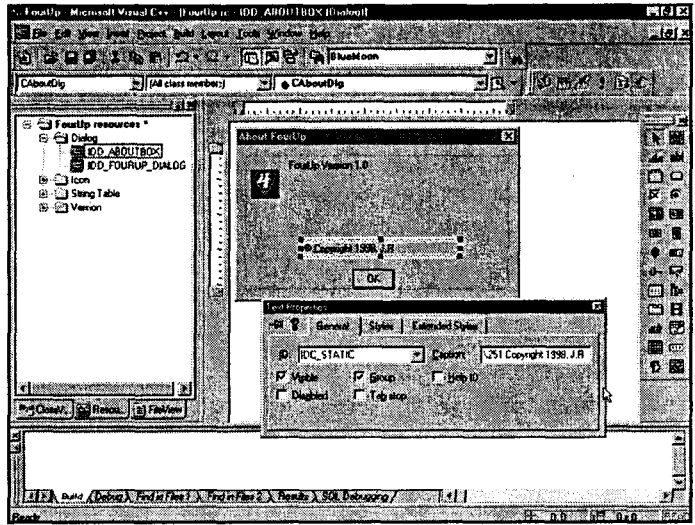 FourUp - Microsoft Visual C++ - [FourUp.rc - IDD_ABOUTBOX (Dialog)]
File Edit View Insert Project Build Layout Tools Window Help
BlueMoon
CAboutDlg
(All class members)
CAboutDlg
FourUp resources *
Dialog
IDD_ABOUTBOX
IDD_FOURUP_DIALOG
Icon
String Table
Version
About FourUp
FourUp Version 1.0
Copyright 1998, J.R
OK
Text Properties
General Styles Extended Styles
ID: IDC_STATIC Caption: \251 Copyright 1998, J.R
Visible Group Help ID
Disabled Tab stop
ClassV... Resou... FileView
Build Debug Find in Files 1 Find in Files 2 Results SQL Debugging
Ready
0,0 0x0